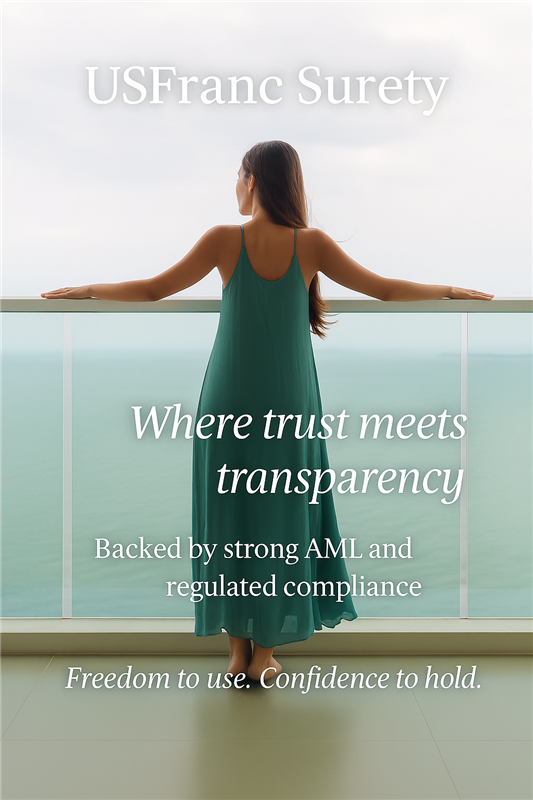 USFranc Surety
Where trust meets
transparency
Backed by strong AML and
regulated compliance
Freedom to use. Confidence to hold.